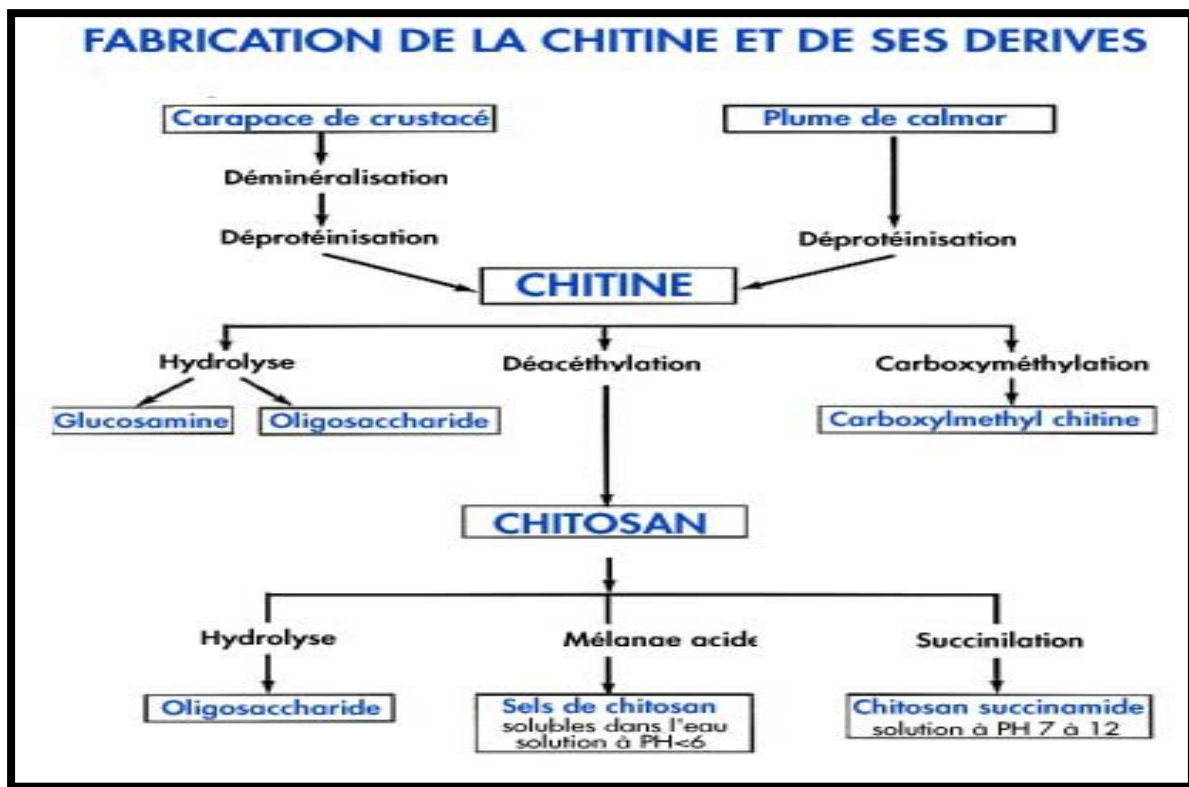 FABRICATION DE LA CHITINE ET DE SES DERIVES
Carapace de crustacé
Plume de calmar
Déminéralisation
Déprotéinisation
Déprotéinisation
CHITINE
Hydrolyse
Déacéthylation
Carboxyméthylation
Glucosamine
Oligosaccharide
Carboxylmethyl chitine
CHITOSAN
Hydrolyse
Mélanae acide
Succinilation
Oligosaccharide
Sels de chitosan
solubles dans l'eau
solution à PH<6
Chitosan succinamide
solution à PH 7 à 12